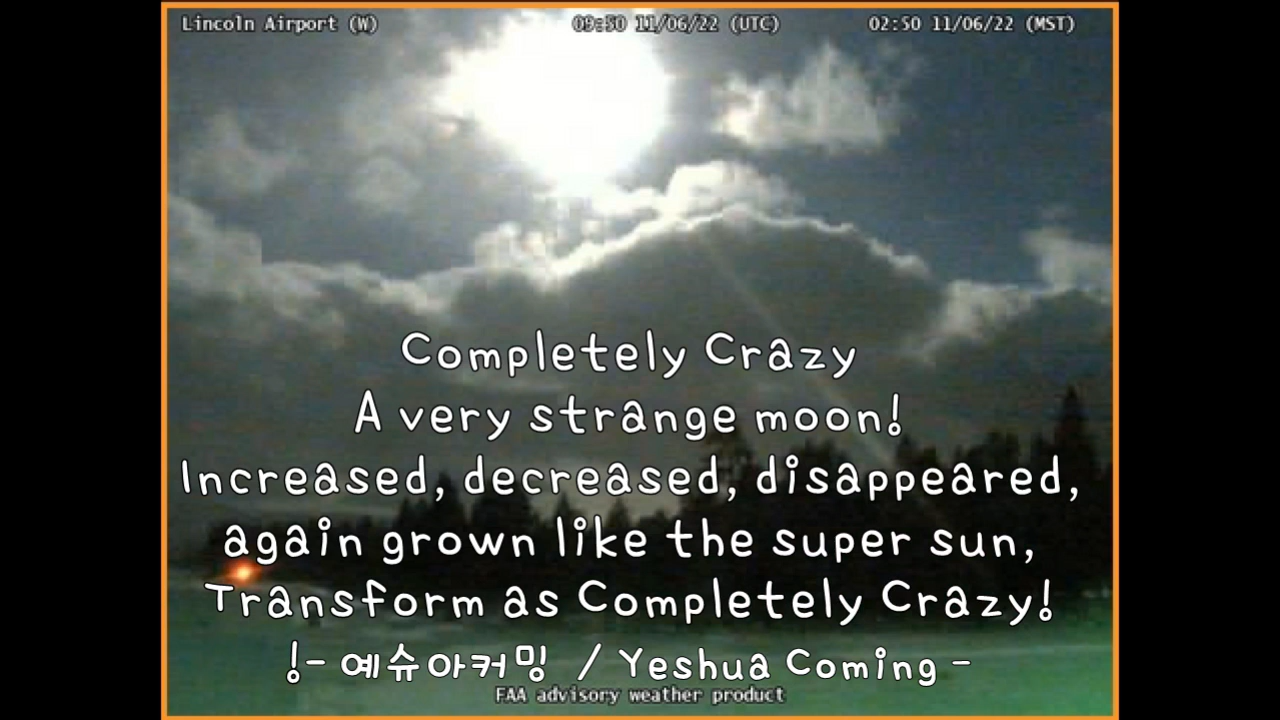 Lincoln Airport (W) 09:50 11/06/22 (UTC) 02:50 11/06/22 (MST)
Completely Crazy
A very strange moon!
Increased, decreased, disappeared,
again grown like the super sun,
Transform as Completely Crazy!
!- 예슈아커밍 / Yeshua Coming -
FAA advisory weather product